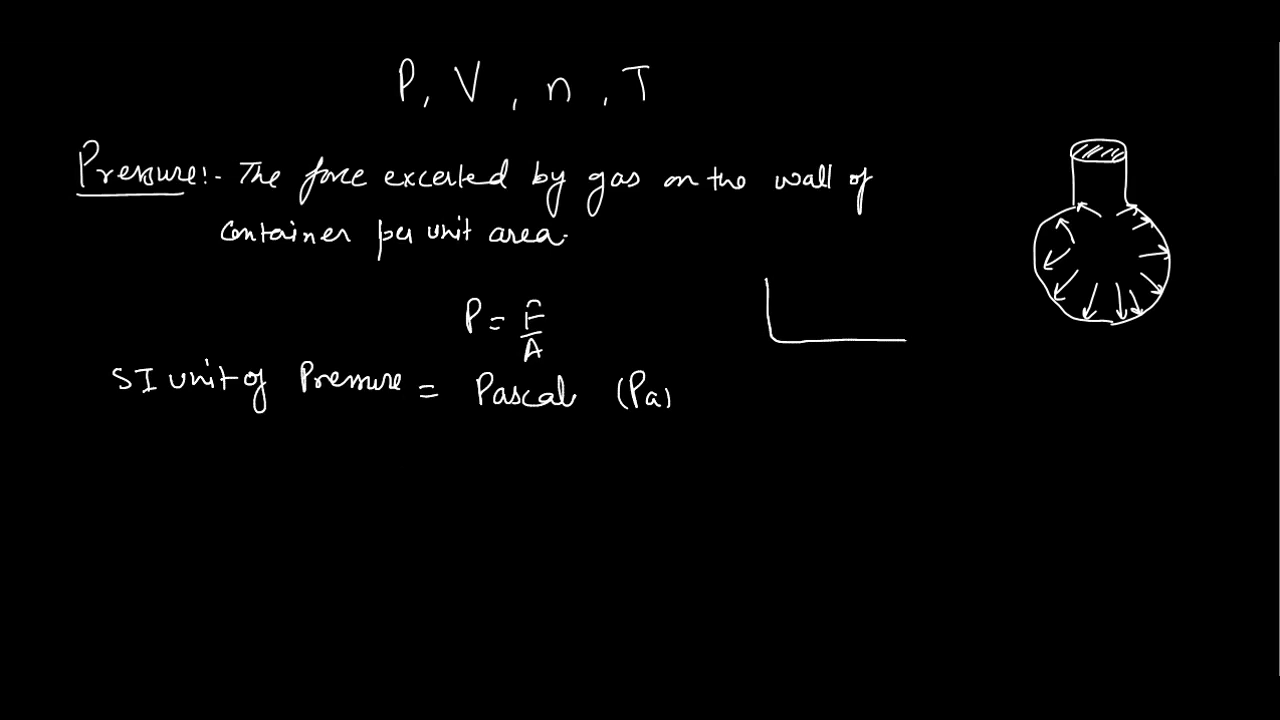 P, V, n, T
Pressure:- The force excerted by gas on the wall of
container per unit area.
P = F/A
SI unit of Pressure = Pascal (Pa)